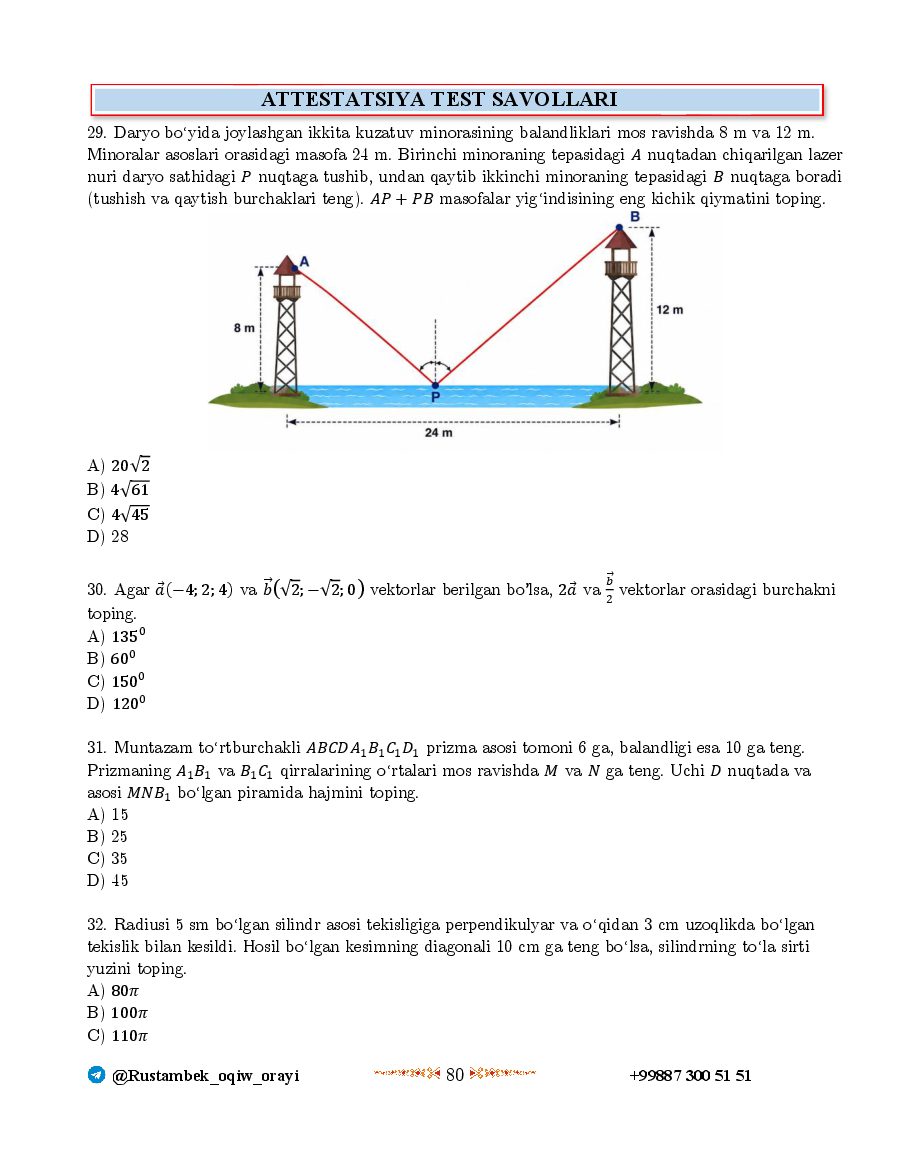 ATTESTATSIYA TEST SAVOLLARI
29. Daryo bo‘yida joylashgan ikkita kuzatuv minorasining balandliklari mos ravishda 8 m va 12 m.
Minoralar asoslari orasidagi masofa 24 m. Birinchi minoraning tepasidagi A nuqtadan chiqarilgan lazer
nuri daryo sathidagi P nuqtaga tushib, undan qaytib ikkinchi minoraning tepasidagi B nuqtaga boradi
(tushish va qaytish burchaklari teng). AP + PB masofalar yig‘indisining eng kichik qiymatini toping.
B
A
8 m
12 m
P
24 m
A) 20√2
B) 4√61
C) 4√45
D) 28
30. Agar a⃗(−4; 2; 4) va b⃗(√2; −√2; 0) vektorlar berilgan bo’lsa, 2a⃗ va b⃗/2 vektorlar orasidagi burchakni
toping.
A) 135⁰
B) 60⁰
C) 150⁰
D) 120⁰
31. Muntazam to‘rtburchakli ABCDA₁B₁C₁D₁ prizma asosi tomoni 6 ga, balandligi esa 10 ga teng.
Prizmaning A₁B₁ va B₁C₁ qirralarining o‘rtalari mos ravishda M va N ga teng. Uchi D nuqtada va
asosi MNB₁ bo‘lgan piramida hajmini toping.
A) 15
B) 25
C) 35
D) 45
32. Radiusi 5 sm bo‘lgan silindr asosi tekisligiga perpendikulyar va o‘qidan 3 cm uzoqlikda bo‘lgan
tekislik bilan kesildi. Hosil bo‘lgan kesimning diagonali 10 cm ga teng bo‘lsa, silindrning to‘la sirti
yuzini toping.
A) 80π
B) 100π
C) 110π
@Rustambek_oqiw_orayi 80 +99887 300 51 51